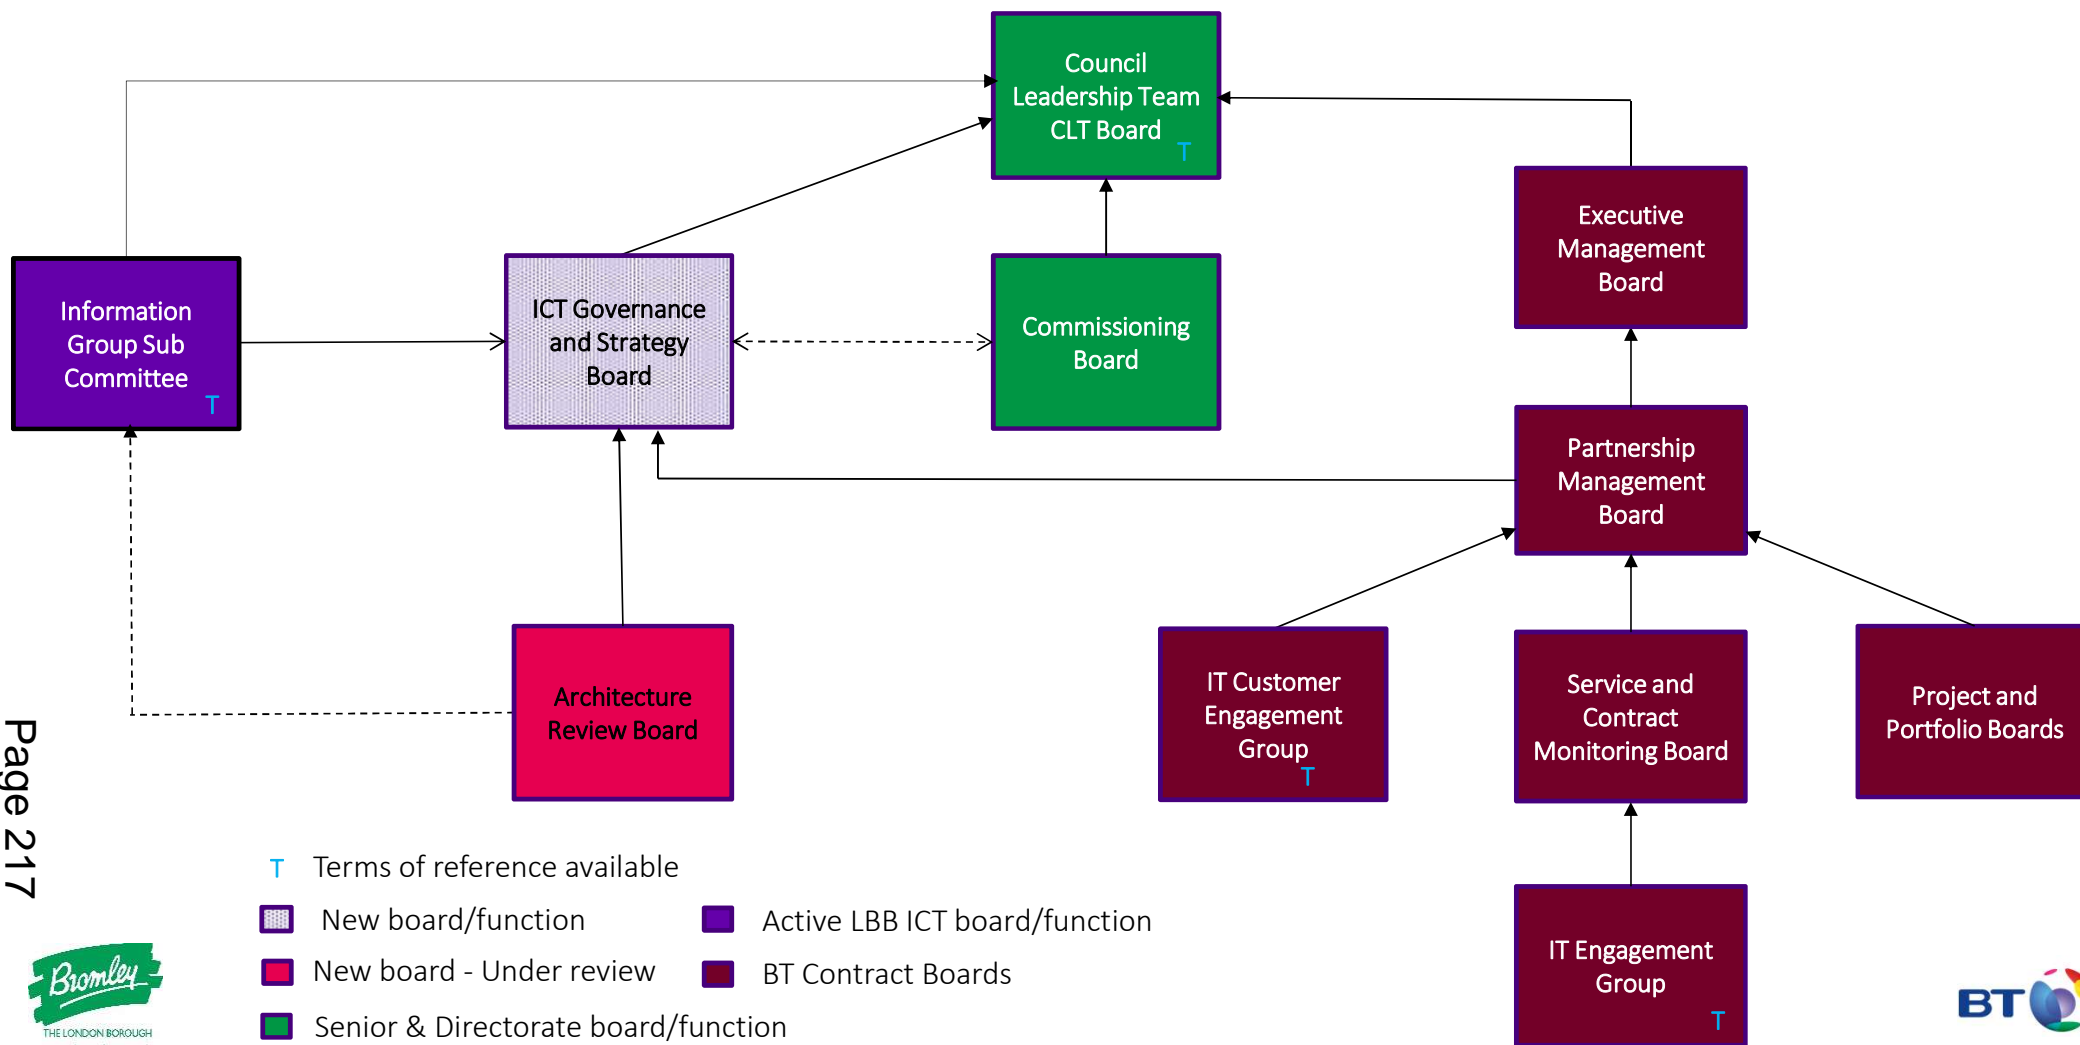 Council
Leadership Team
CLT Board
T
Executive
Management
Board
Information
Group Sub
Committee
T
ICT Governance
and Strategy
Board
Commissioning
Board
Partnership
Management
Board
Architecture
Review Board
IT Customer
Engagement
Group
T
Service and
Contract
Monitoring Board
Project and
Portfolio Boards
IT Engagement
Group
T
T Terms of reference available
New board/function
Active LBB ICT board/function
New board - Under review
BT Contract Boards
Senior & Directorate board/function
Page 217
Bromley
THE LONDON BOROUGH
BT